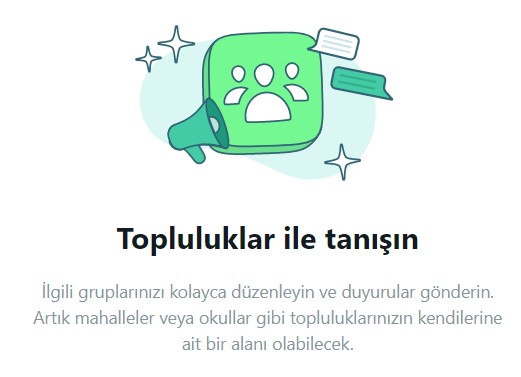 Topluluklar ile tanışın
İlgili gruplarınızı kolayca düzenleyin ve duyurular gönderin.
Artık mahalleler veya okullar gibi topluluklarınızın kendilerine
ait bir alanı olabilecek.